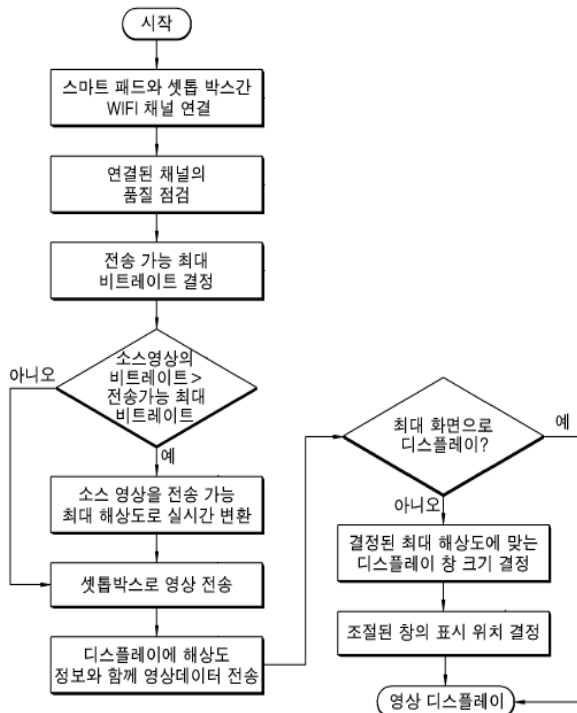 시작
스마트 패드와 셋톱 박스간
WIFI 채널 연결
연결된 채널의
품질 점검
전송 가능 최대
비트레이트 결정
소스영상의
비트레이트>
전송가능 최대
비트레이트
아니오
예
소스 영상을 전송 가능
최대 해상도로 실시간 변환
셋톱박스로 영상 전송
디스플레이에 해상도
정보와 함께 영상데이터 전송
최대 화면으로
디스플레이?
예
아니오
결정된 최대 해상도에 맞는
디스플레이 창 크기 결정
조절된 창의 표시 위치 결정
영상 디스플레이